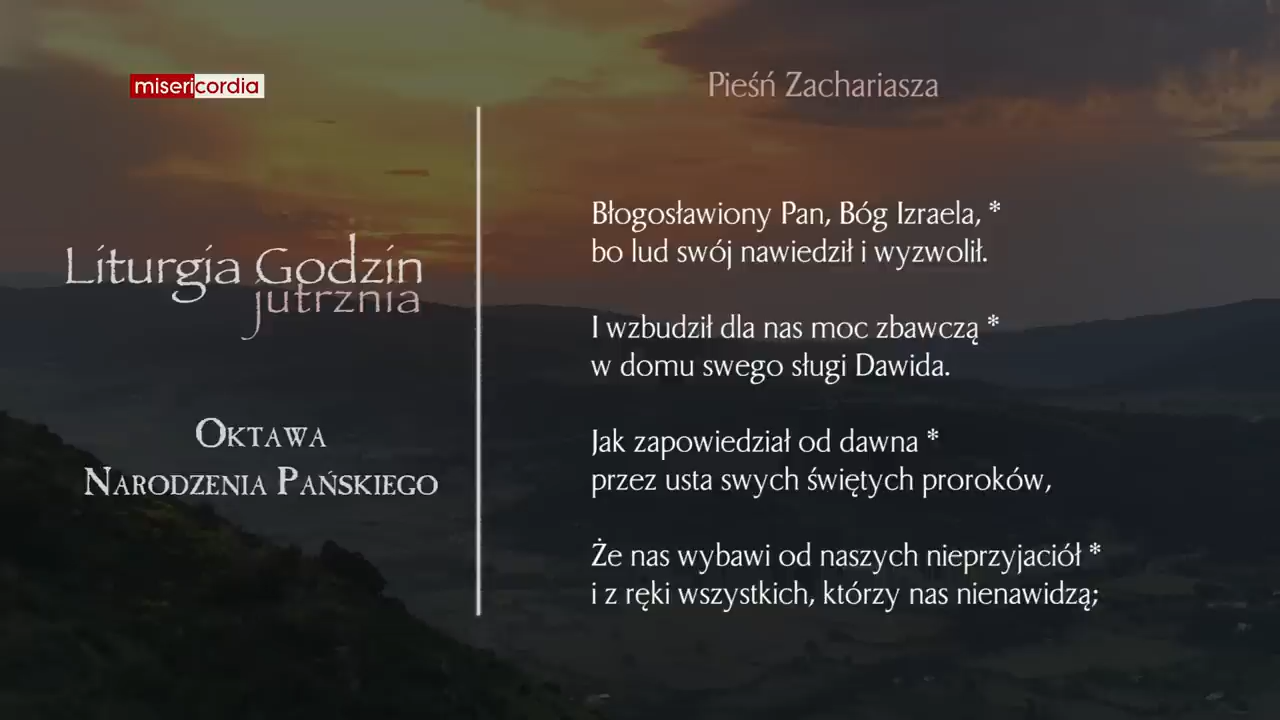 misericordia
Liturgia Godzin
jutrznia
Oktawa
Narodzenia Pańskiego
Pieśń Zachariasza
Błogosławiony Pan, Bóg Izraela, *
bo lud swój nawiedził i wyzwolił.
I wzbudził dla nas moc zbawczą *
w domu swego sługi Dawida.
Jak zapowiedział od dawna *
przez usta swych świętych proroków,
Że nas wybawi od naszych nieprzyjaciół *
i z ręki wszystkich, którzy nas nienawidzą;